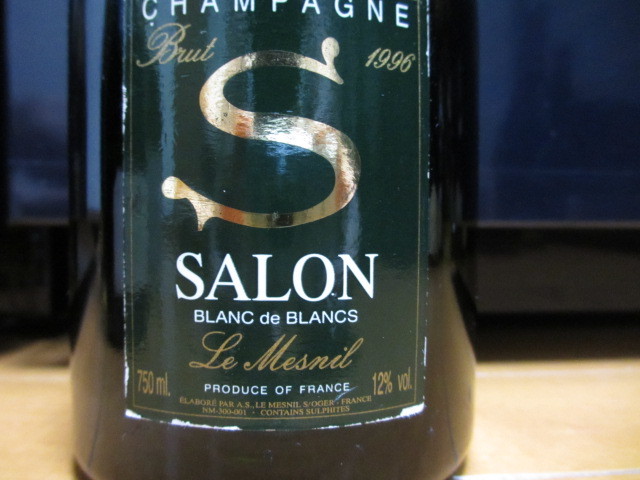 CHAMPAGNE
Brut 1996
S
SALON
BLANC de BLANCS
Le Mesnil
750 ml. PRODUCE OF FRANCE 12% vol.
ÉLABORÉ PAR A.S., LE MESNIL S/OGER - FRANCE
NM-300-001 - CONTAINS SULPHITES